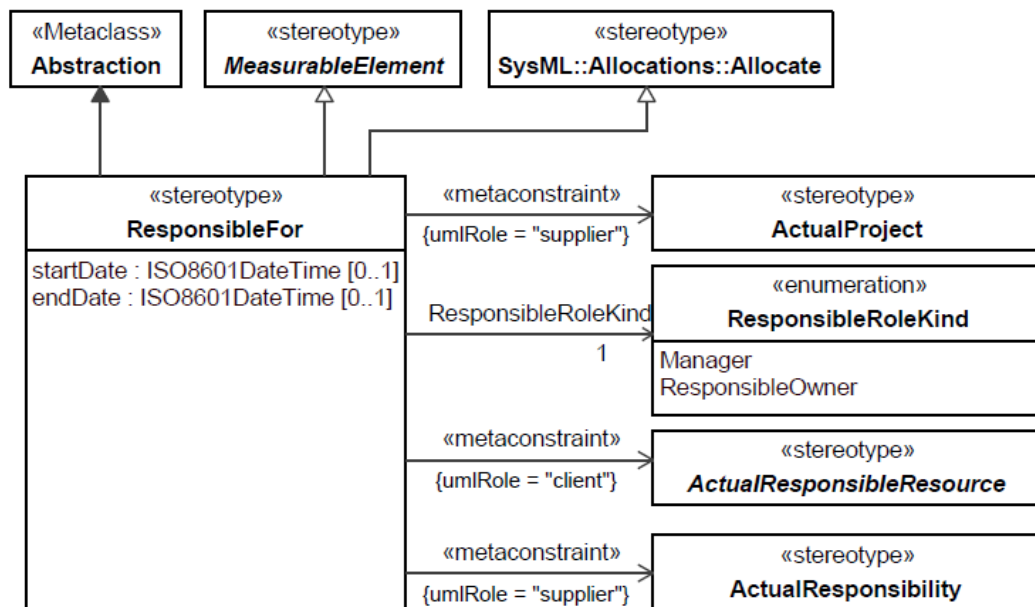 «Metaclass»
Abstraction
«stereotype»
MeasurableElement
«stereotype»
SysML::Allocations::Allocate
«stereotype»
ResponsibleFor
startDate : ISO8601DateTime [0..1]
endDate : ISO8601DateTime [0..1]
«metaconstraint»
{umlRole = "supplier"}
«stereotype»
ActualProject
ResponsibleRoleKind
1
«enumeration»
ResponsibleRoleKind
Manager
ResponsibleOwner
«metaconstraint»
{umlRole = "client"}
«stereotype»
ActualResponsibleResource
«metaconstraint»
{umlRole = "supplier"}
«stereotype»
ActualResponsibility